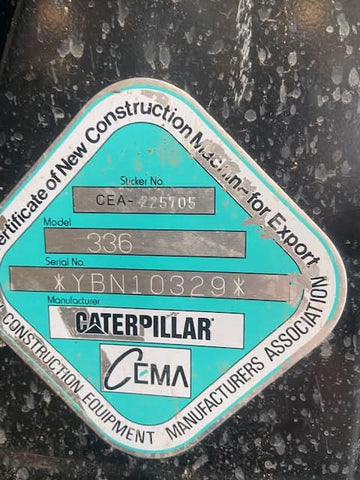 Certificate of New Construction Machin- for Export
Sticker No.
CEA-225705
Model
336
Serial No.
*YBN10329*
Manufacturer
CATERPILLAR
CEMA
CONSTRUCTION EQUIPMENT MANUFACTURERS ASSOCIATION